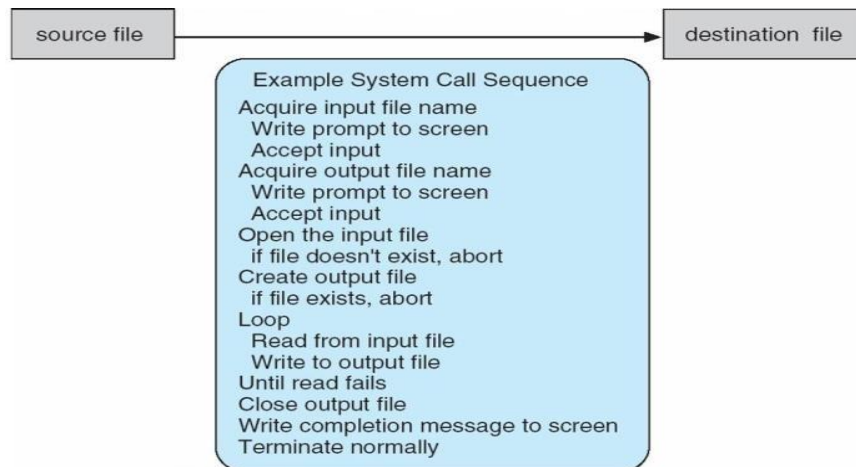 source file
destination file
Example System Call Sequence
Acquire input file name
Write prompt to screen
Accept input
Acquire output file name
Write prompt to screen
Accept input
Open the input file
if file doesn't exist, abort
Create output file
if file exists, abort
Loop
Read from input file
Write to output file
Until read fails
Close output file
Write completion message to screen
Terminate normally